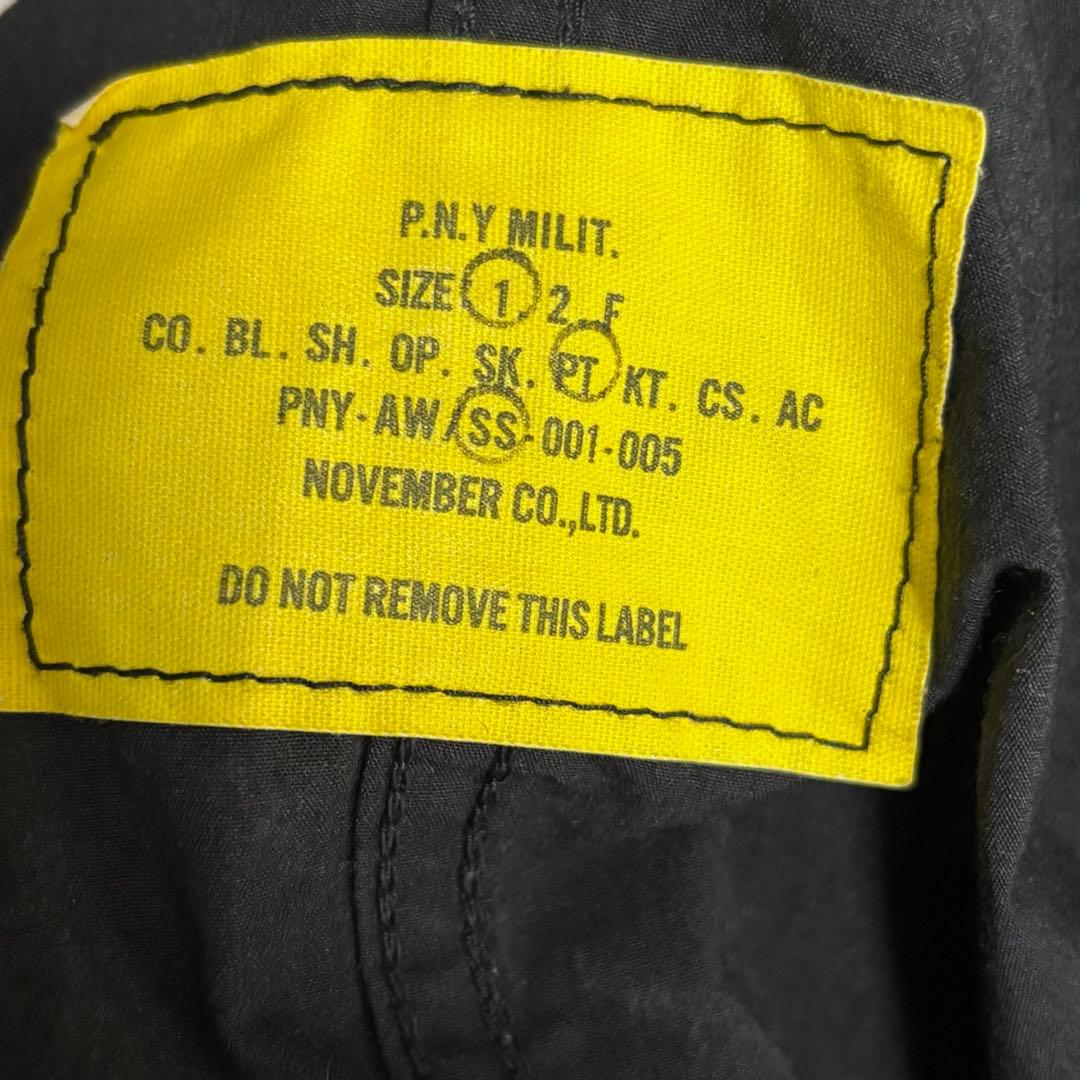 P.N.Y MILIT.
SIZE 1. 2. F
CO. BL. SH. OP. SK. PT KT. CS. AC
PNY-AW/SS-001-005
NOVEMBER CO.,LTD.
DO NOT REMOVE THIS LABEL